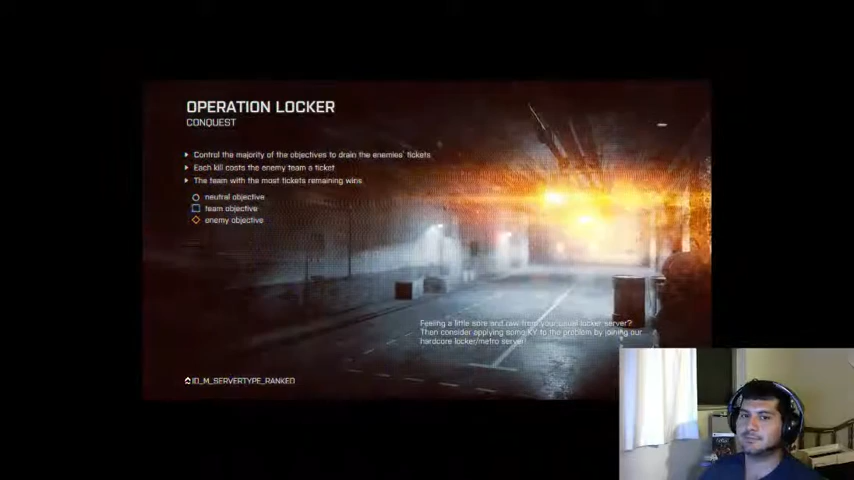 OPERATION LOCKER
CONQUEST
Control the majority of the objectives to drain the enemies' tickets
Each kill costs the enemy team a ticket
The team with the most tickets remaining wins
neutral objective
team objective
enemy objective
Feeling a little sore and raw from your usual locker server?
Then consider applying some KY to the problem by joining our
hardcore locker/metro server!
ID_M_SERVERTYPE_RANKED